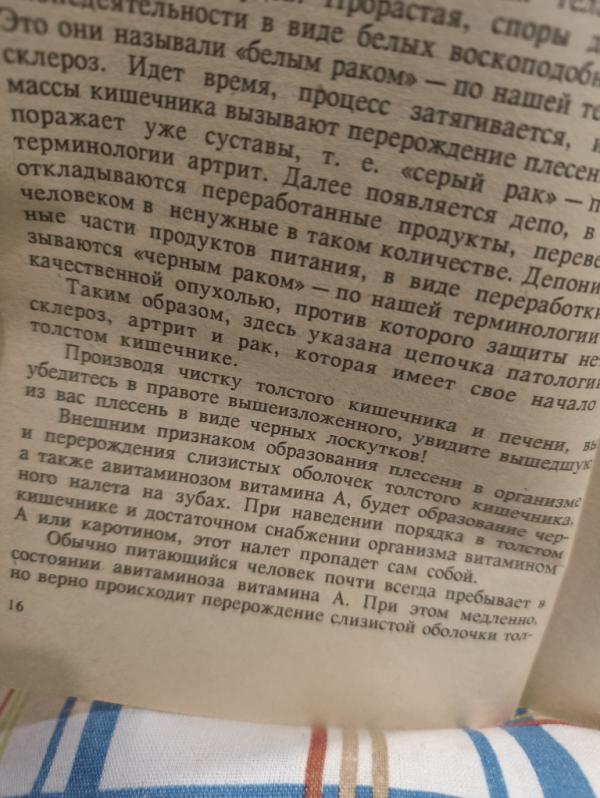 Прорастая, споры
в виде белых
Это они называли «белым раком» — по нашей
склероз. Идет время, процесс затягивается,
массы кишечника вызывают перерождение
поражает уже суставы, т. е. «серый рак» —
терминологии артрит. Далее появляется депо, в
откладываются переработанные продукты,
человеком в ненужные в таком количестве.
ные части продуктов питания, в виде
зываются «черным раком» — по нашей терминологии
качественной опухолью, против которого защиты
Таким образом, здесь указана цепочка
склероз, артрит и рак, которая имеет свое начало
толстом кишечнике.
Производя чистку толстого кишечника и печени,
убедитесь в правоте вышеизложенного, увидите вышедшую
из вас плесень в виде черных лоскутков!
Внешним признаком образования плесени в организме
и перерождения слизистых оболочек толстого кишечника,
а также авитаминозом витамина А, будет образование чер-
ного налета на зубах. При наведении порядка в толстом
кишечнике и достаточном снабжении организма витамином
А или каротином, этот налет пропадет сам собой.
Обычно питающийся человек почти всегда пребывает в
состоянии авитаминоза витамина А. При этом медленно,
но верно происходит перерождение слизистой оболочки тол-
16